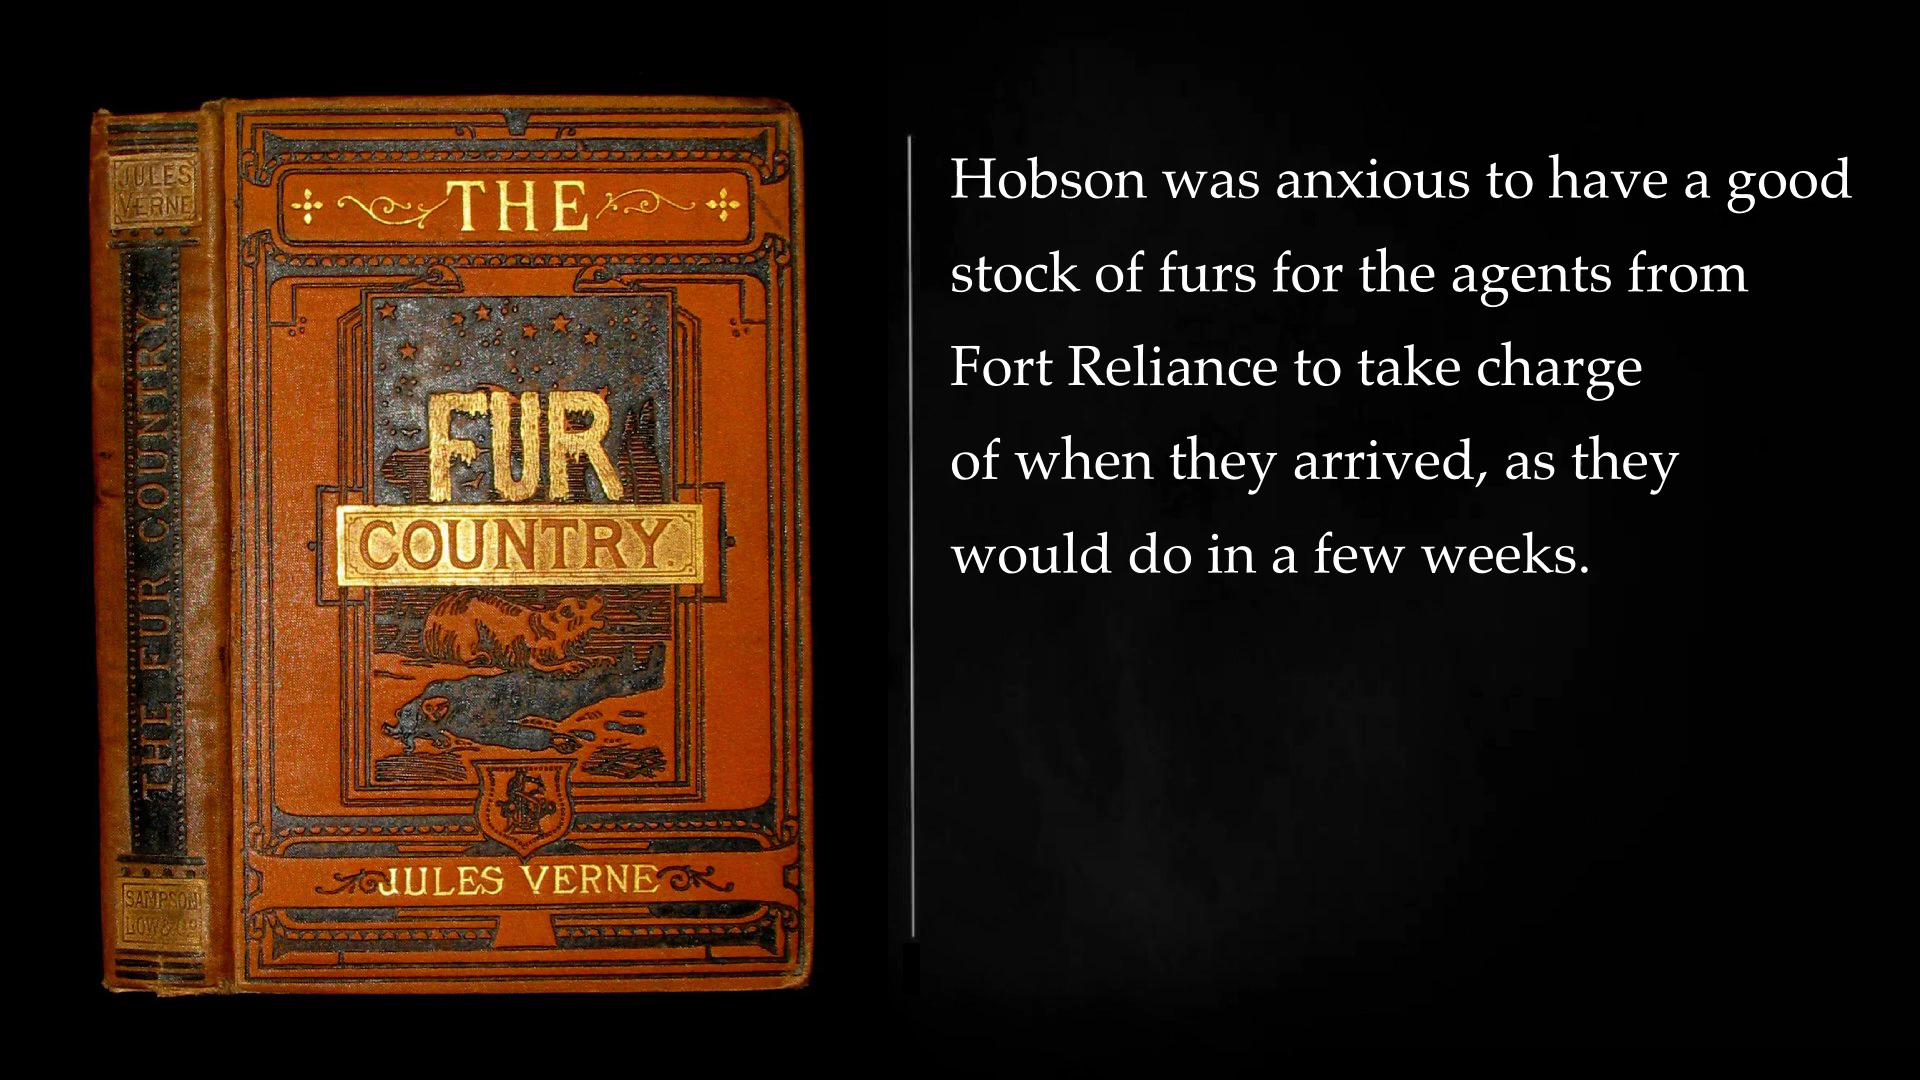 JULES
VERNE
THE FUR COUNTRY.
SAMPSON
LOW & Co
THE
FUR
COUNTRY.
JULES VERNE
Hobson was anxious to have a good
stock of furs for the agents from
Fort Reliance to take charge
of when they arrived, as they
would do in a few weeks.